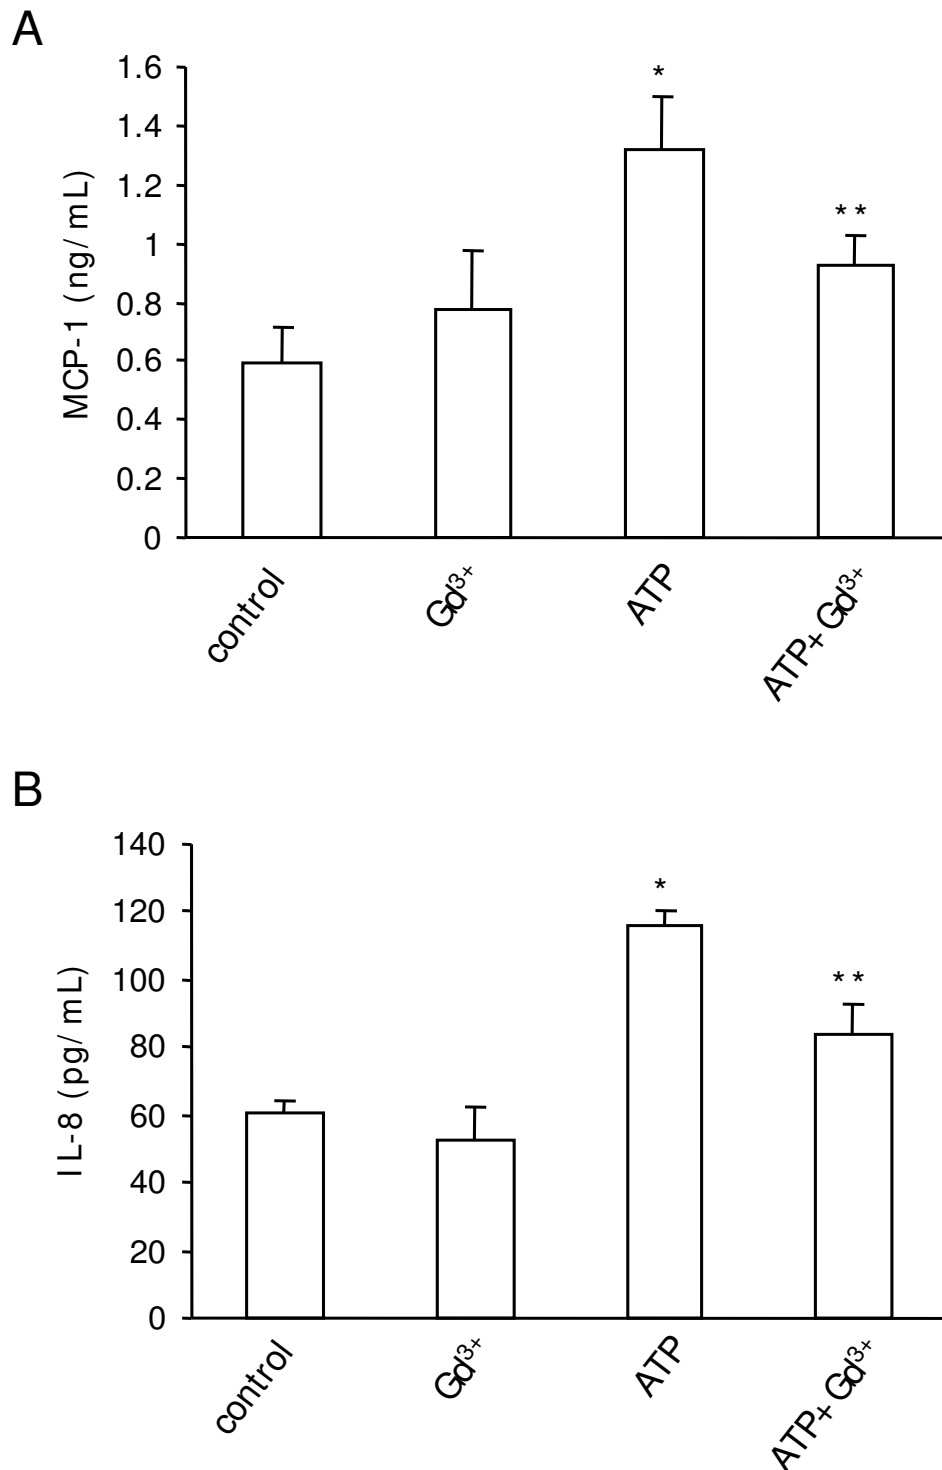 A
MCP-1 (ng/mL)
1.6
1.4
1.2
1
0.8
0.6
0.4
0.2
0
*
**
control
Gd³⁺
ATP
ATP+Gd³⁺
B
IL-8 (pg/mL)
140
120
100
80
60
40
20
0
*
**
control
Gd³⁺
ATP
ATP+Gd³⁺